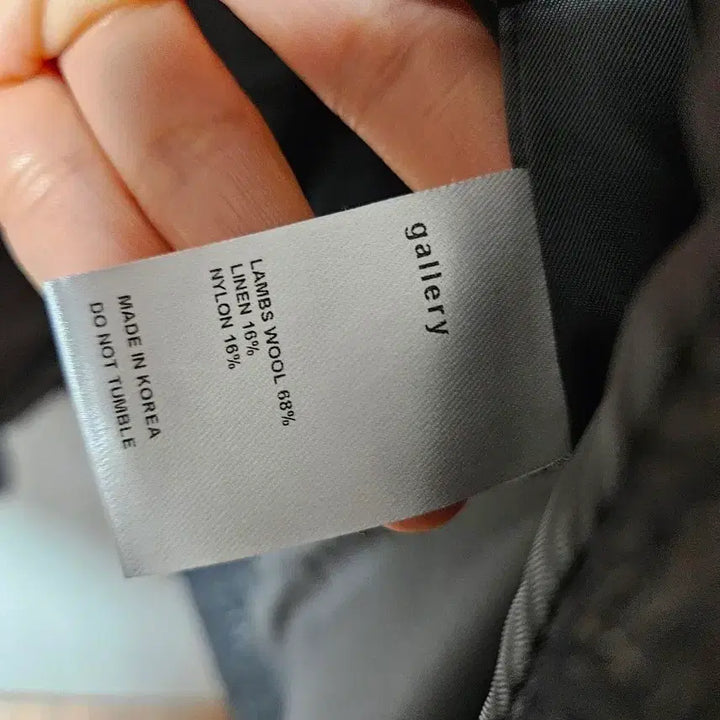 gallery
LAMBS WOOL 68%
LINEN 16%
NYLON 16%
MADE IN KOREA
DO NOT TUMBLE